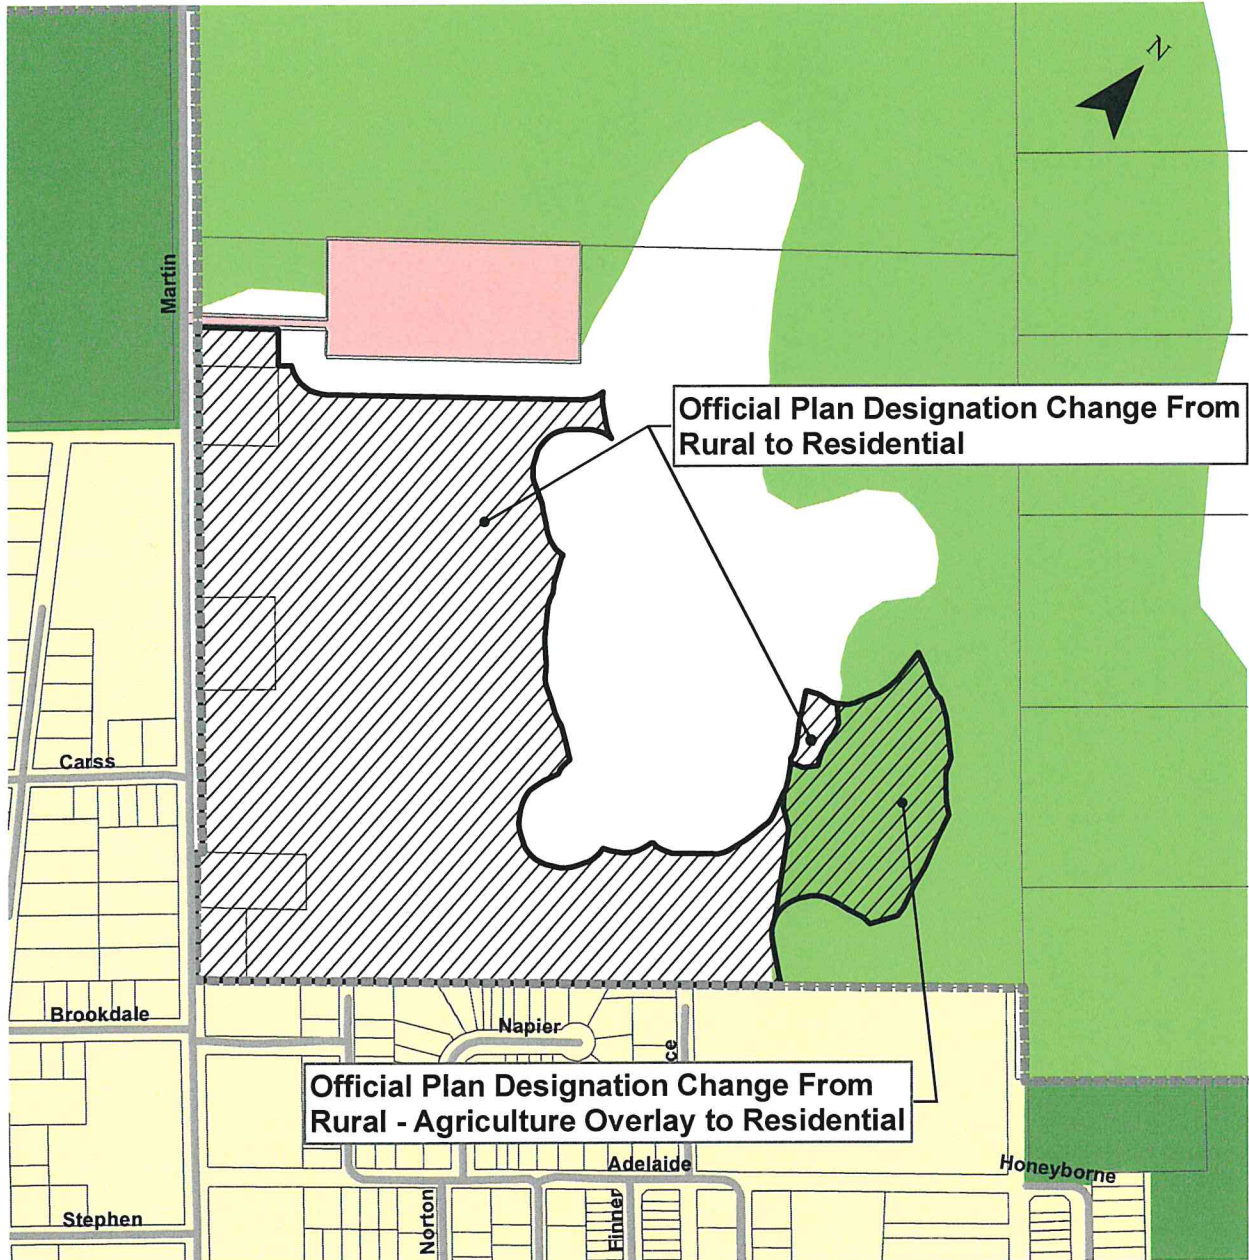 N
Martin
Official Plan Designation Change From
Rural to Residential
Carss
Brookdale
Napier
ce
Official Plan Designation Change From
Rural - Agriculture Overlay to Residential
Adelaide
Honeyborne
Stephen
Norton
Finner